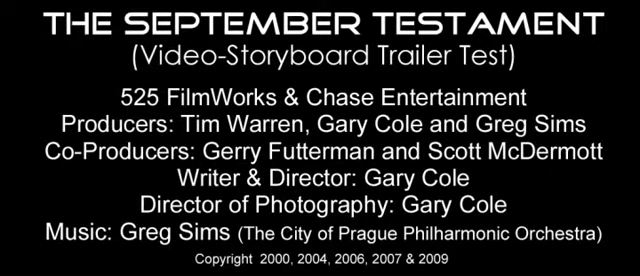 THE SEPTEMBER TESTAMENT
(Video-Storyboard Trailer Test)
525 FilmWorks & Chase Entertainment
Producers: Tim Warren, Gary Cole and Greg Sims
Co-Producers: Gerry Futterman and Scott McDermott
Writer & Director: Gary Cole
Director of Photography: Gary Cole
Music: Greg Sims (The City of Prague Philharmonic Orchestra)
Copyright 2000, 2004, 2006, 2007 & 2009